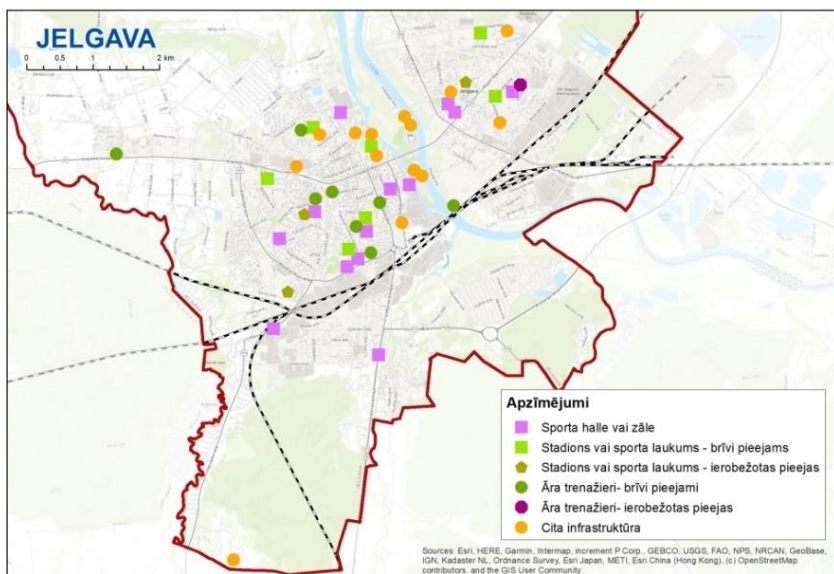 JELGAVA
0 0.5 1 2 km
Jelgava
Apzīmējumi
Sporta halle vai zāle
Stadions vai sporta laukums - brīvi pieejams
Stadions vai sporta laukums - ierobežotas pieejas
Āra trenažieri- brīvi pieejami
Āra trenažieri- ierobežotas pieejas
Cita infrastruktūra
Sources: Esri, HERE, Garmin, Intermap, increment P Corp., GEBCO, USGS, FAO, NPS, NRCAN, GeoBase,
IGN, Kadaster NL, Ordnance Survey, Esri Japan, METI, Esri China (Hong Kong), (c) OpenStreetMap
contributors, and the GIS User Community